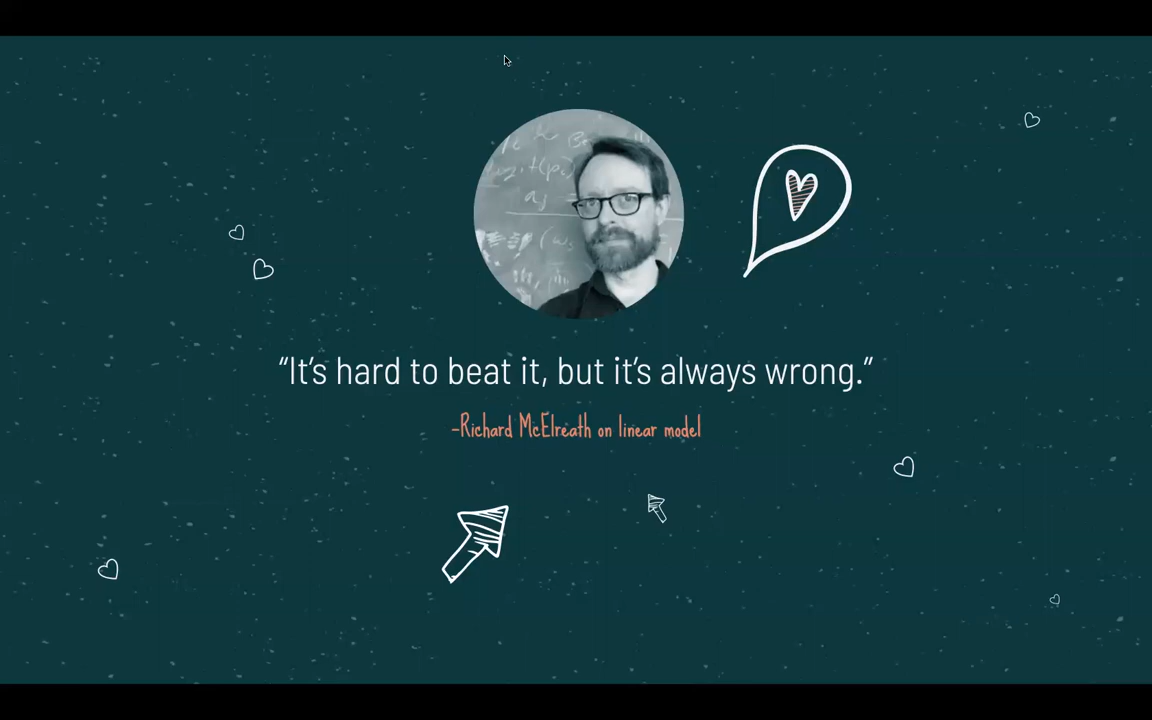 “It’s hard to beat it, but it’s always wrong.”
-Richard McElreath on linear model